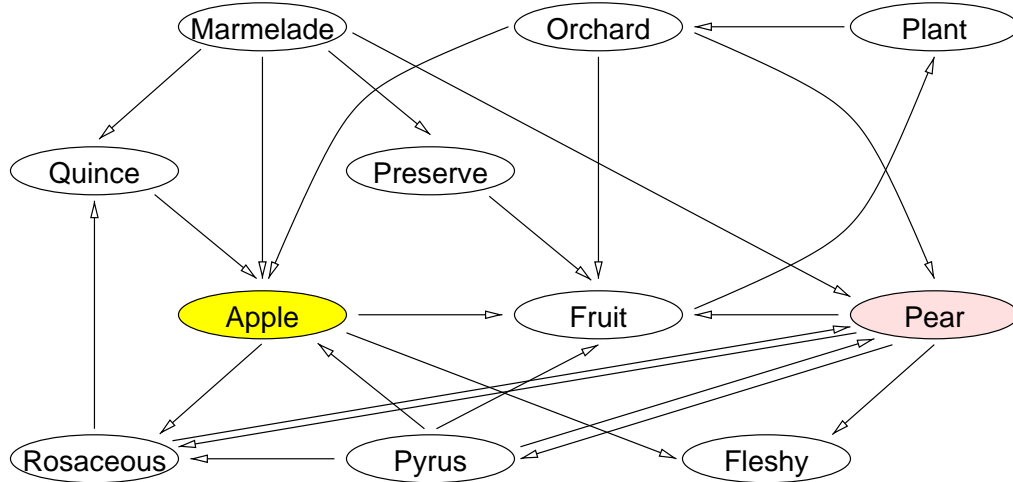 Marmelade
Orchard
Plant
Quince
Preserve
Apple
Fruit
Pear
Rosaceous
Pyrus
Fleshy